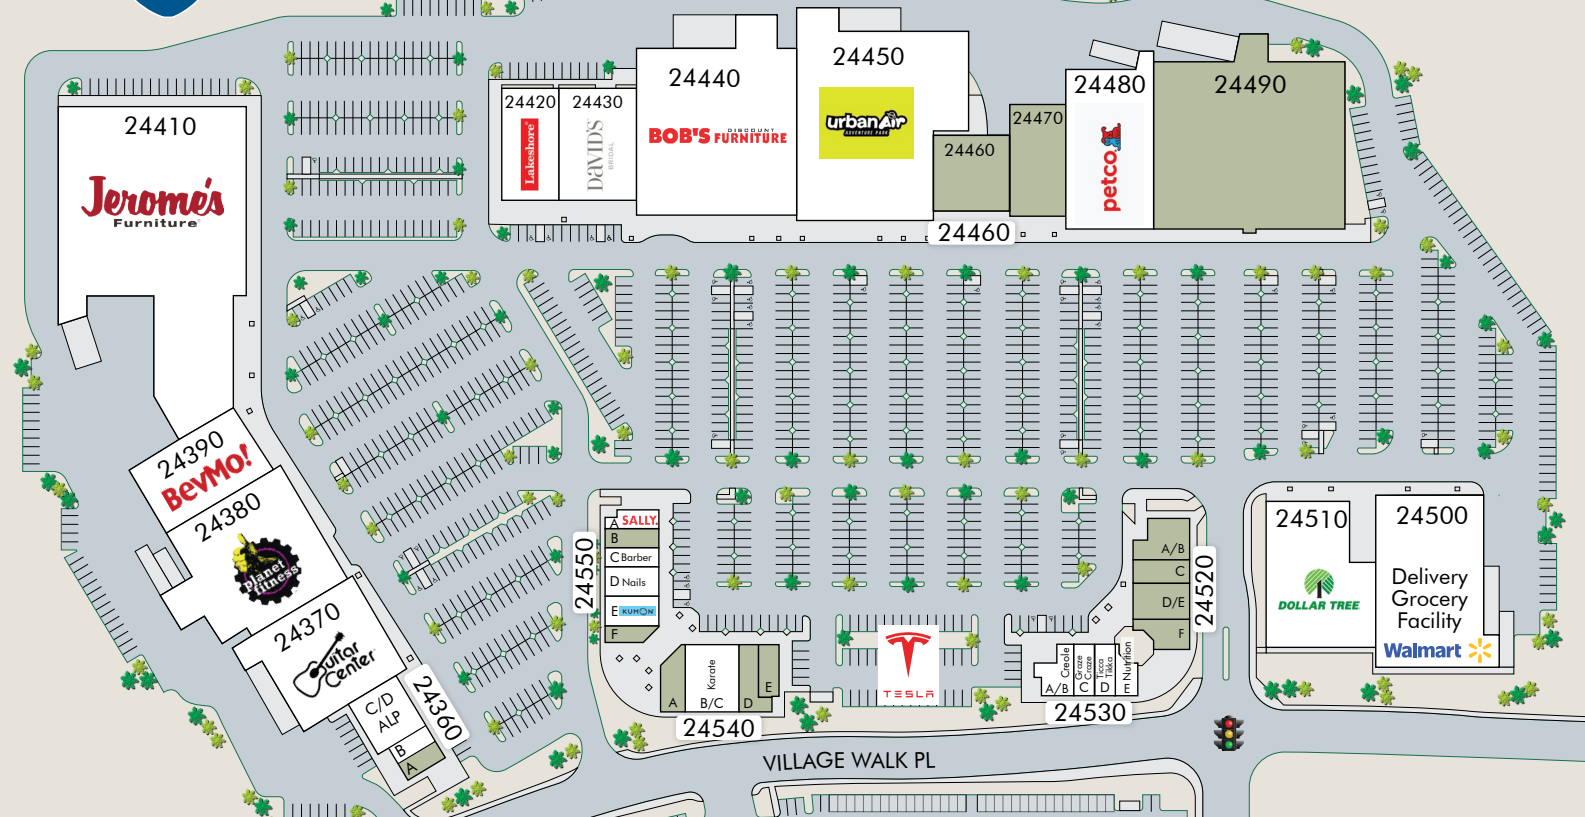 24410
Jerome's
Furniture
24420
Lakeshore
24430
DAVID'S
BRIDAL
24440
BOB'S DISCOUNT FURNITURE
24450
urban Air
ADVENTURE PARK
24460
24470
24460
24480
petco
24490
24390
BevMo!
24380
Planet
Fitness
24370
Guitar
Center
24360
C/D
ALP
B
A
24550
A SALLY
B
C Barber
D Nails
E KUMON
F
24540
A
Karate
B/C
D
E
TESLA
24530
Creole
A/B
Graze
Craze
C
Ticca
Tikka
D
Nutrition
E
24520
A/B
C
D/E
F
24510
DOLLAR TREE
24500
Delivery
Grocery
Facility
Walmart
VILLAGE WALK PL